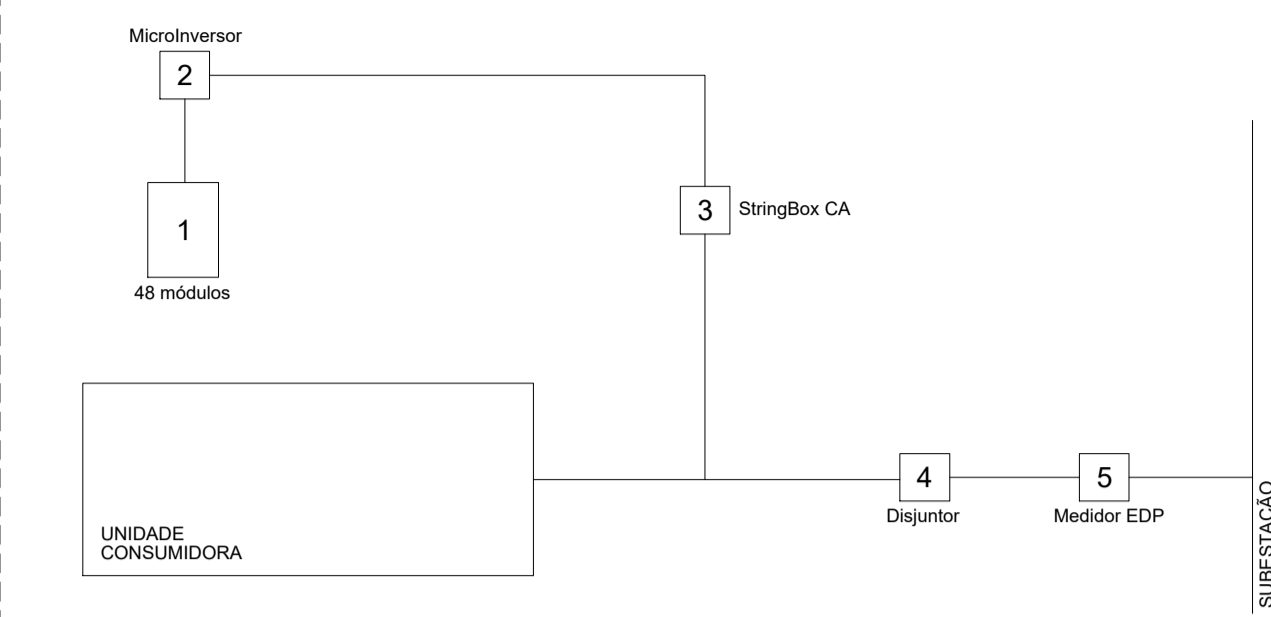 MicroInversor
2
3
StringBox CA
1
48 módulos
4
5
Disjuntor
Medidor EDP
UNIDADE
CONSUMIDORA
SUBESTAÇÃO